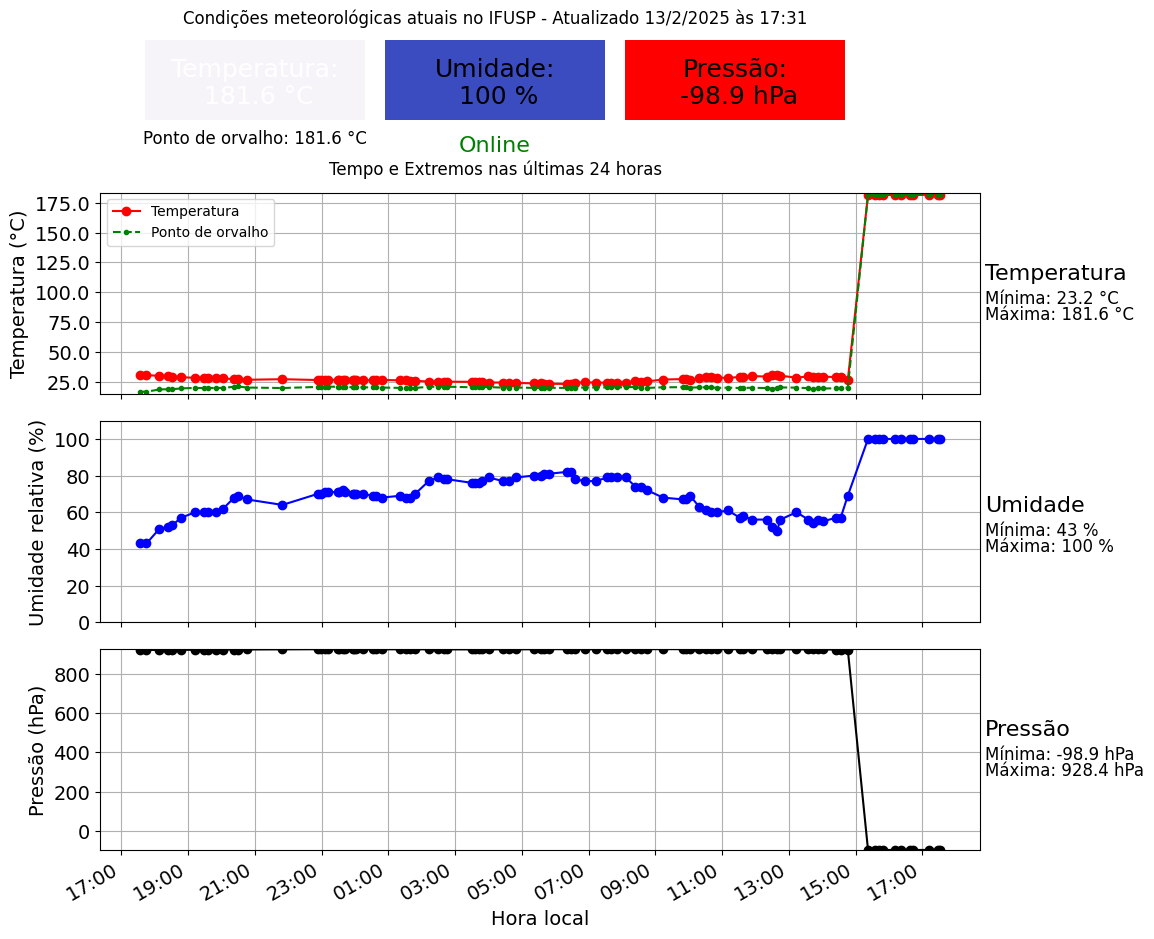 Condições meteorológicas atuais no IFUSP - Atualizado 13/2/2025 às 17:31
Temperatura:
181.6 °C
Umidade:
100 %
Pressão:
-98.9 hPa
Ponto de orvalho: 181.6 °C
Online
Tempo e Extremos nas últimas 24 horas
Temperatura (°C)
175.0
150.0
125.0
100.0
75.0
50.0
25.0
Temperatura
Ponto de orvalho
Temperatura
Mínima: 23.2 °C
Máxima: 181.6 °C
Umidade relativa (%)
100
80
60
40
20
0
Umidade
Mínima: 43 %
Máxima: 100 %
Pressão (hPa)
800
600
400
200
0
Pressão
Mínima: -98.9 hPa
Máxima: 928.4 hPa
17:00 19:00 21:00 23:00 01:00 03:00 05:00 07:00 09:00 11:00 13:00 15:00 17:00
Hora local